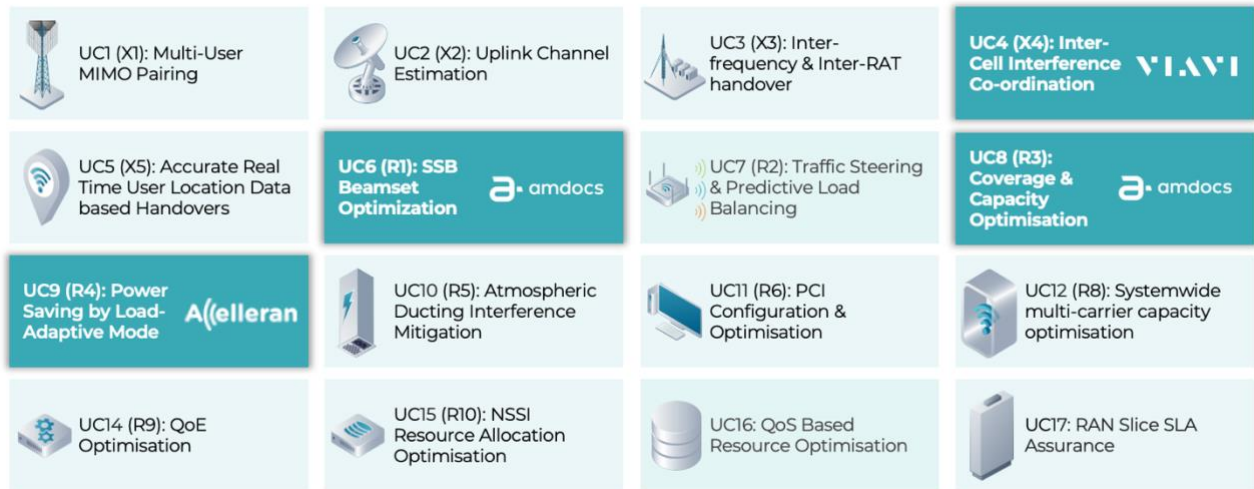 UC1 (X1): Multi-User
MIMO Pairing
UC2 (X2): Uplink Channel
Estimation
UC3 (X3): Inter-
frequency & Inter-RAT
handover
UC4 (X4): Inter-
Cell Interference
Co-ordination
VIAVI
UC5 (X5): Accurate Real
Time User Location Data
based Handovers
UC6 (R1): SSB
Beamset
Optimization
a amdocs
UC7 (R2): Traffic Steering
& Predictive Load
Balancing
UC8 (R3):
Coverage &
Capacity
Optimisation
a amdocs
UC9 (R4): Power
Saving by Load-
Adaptive Mode
Accelleran
UC10 (R5): Atmospheric
Ducting Interference
Mitigation
UC11 (R6): PCI
Configuration &
Optimisation
UC12 (R8): Systemwide
multi-carrier capacity
optimisation
UC14 (R9): QoE
Optimisation
UC15 (R10): NSSI
Resource Allocation
Optimisation
UC16: QoS Based
Resource Optimisation
UC17: RAN Slice SLA
Assurance